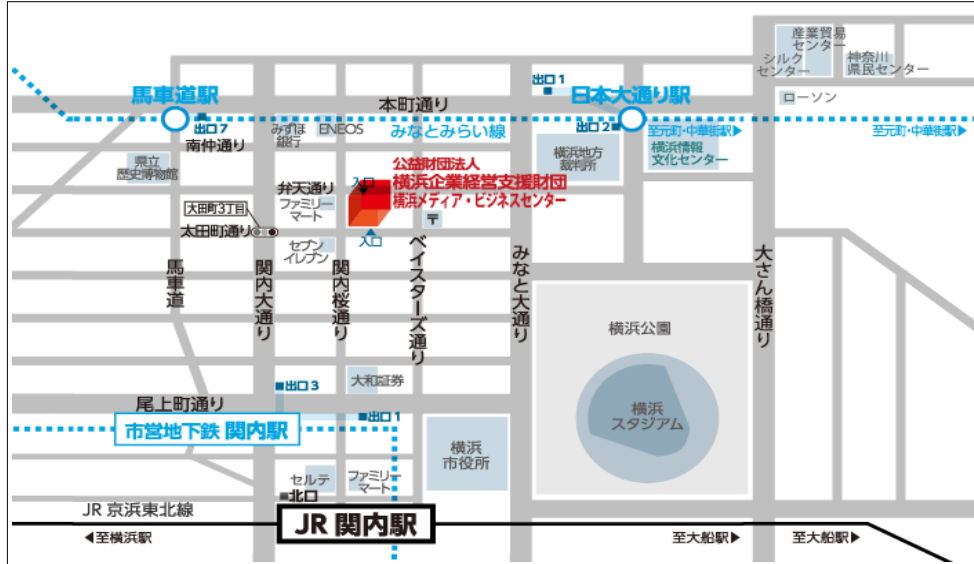 産業貿易
センター
シルク
センター
神奈川
県民センター
ローソン
馬車道駅
出口7
本町通り
出口1
日本大通り駅
出口2
みずほ
銀行
ENEOS
みなとみらい線
至元町・中華街駅▶
至元町・中華街駅▶
南仲通り
県立
歴史博物館
横浜地方
裁判所
横浜情報
文化センター
公益財団法人
横浜企業経営支援財団
横浜メディア・ビジネスセンター
入口
弁天通り
ファミリー
マート
〒
大田町3丁目
太田町通り
セブン
イレブン
入口
馬車道
関内大通り
関内桜通り
ベイスターズ通り
みなと大通り
大さん橋通り
横浜公園
横浜
スタジアム
出口3
大和証券
尾上町通り
出口1
市営地下鉄 関内駅
横浜
市役所
セルテ
ファミリー
マート
北口
JR 京浜東北線
JR 関内駅
◀至横浜駅
至大船駅▶
至大船駅▶